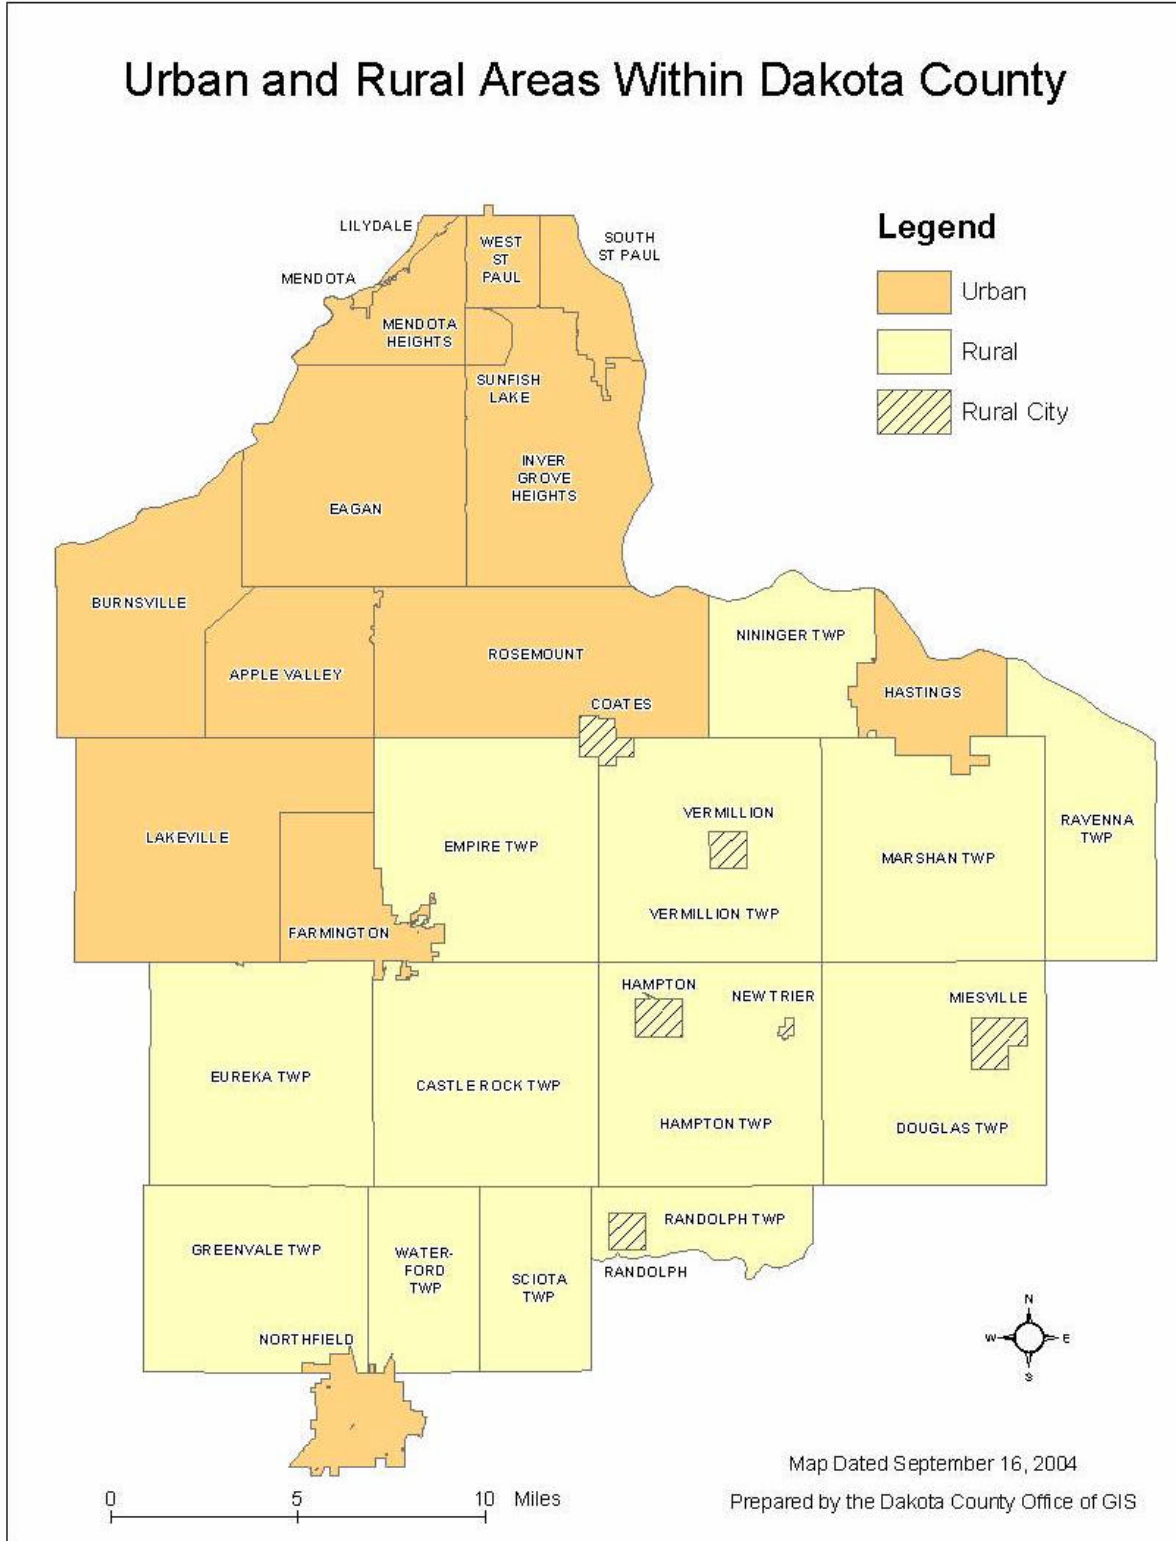 Urban and Rural Areas Within Dakota County
LILYDALE
MENDOTA
WEST
ST
PAUL
SOUTH
ST PAUL
Legend
Urban
Rural
Rural City
MENDOTA
HEIGHTS
SUNFISH
LAKE
INVER
GROVE
HEIGHTS
EAGAN
BURNSVILLE
APPLE VALLEY
ROSEMOUNT
COATES
NININGER TWP
HASTINGS
LAKEVILLE
FARMINGTON
EMPIRE TWP
VERMILLION
VERMILLION TWP
MARSHAN TWP
RAVENNA
TWP
HAMPTON
NEW TRIER
MIESVILLE
EUREKA TWP
CASTLE ROCK TWP
HAMPTON TWP
DOUGLAS TWP
GREENVALE TWP
WATER-
FORD
TWP
SCIOTA
TWP
RANDOLPH TWP
RANDOLPH
NORTHFIELD
N
W E
S
0 5 10 Miles
Map Dated September 16, 2004
Prepared by the Dakota County Office of GIS